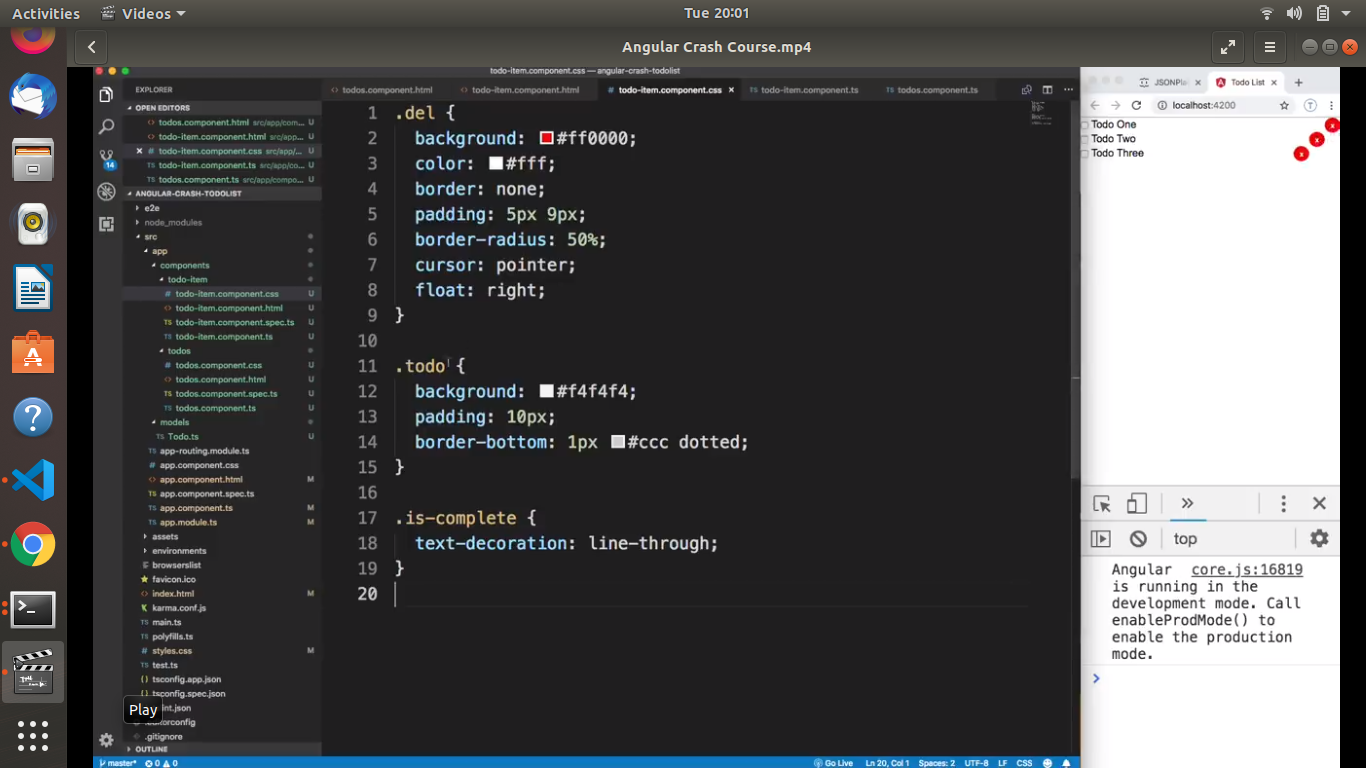 Activities Videos Tue 20:01
Angular Crash Course.mp4
todo-item.component.css — angular-crash-todolist
EXPLORER
OPEN EDITORS
todos.component.html src/app/com... U
todo-item.component.html src/app... U
todo-item.component.css src/app/... U
todo-item.component.ts src/app/c... U
todos.component.ts src/app/compo... U
ANGULAR-CRASH-TODOLIST
e2e
node_modules
src
app
components
todo-item
todo-item.component.css U
todo-item.component.html U
todo-item.component.spec.ts U
todo-item.component.ts U
todos
todos.component.css U
todos.component.html U
todos.component.spec.ts U
todos.component.ts U
models
Todo.ts U
app-routing.module.ts
app.component.css
app.component.html M
app.component.spec.ts
app.component.ts M
app.module.ts M
assets
environments
browserslist
favicon.ico
index.html M
karma.conf.js
main.ts
polyfills.ts
styles.css M
test.ts
tsconfig.app.json
tsconfig.spec.json
Play
.gitignore
OUTLINE
14
todos.component.html todo-item.component.html todo-item.component.css todo-item.component.ts todos.component.ts
1 .del {
2 background: #ff0000;
3 color: #fff;
4 border: none;
5 padding: 5px 9px;
6 border-radius: 50%;
7 cursor: pointer;
8 float: right;
9 }
10
11 .todo {
12 background: #f4f4f4;
13 padding: 10px;
14 border-bottom: 1px #ccc dotted;
15 }
16
17 .is-complete {
18 text-decoration: line-through;
19 }
20
master* 0 0 Go Live Ln 20, Col 1 Spaces: 2 UTF-8 LF CSS
JSONPla Todo List
localhost:4200
Todo One x
Todo Two x
Todo Three x
top
Angular core.js:16819
is running in the
development mode. Call
enableProdMode() to
enable the production
mode.